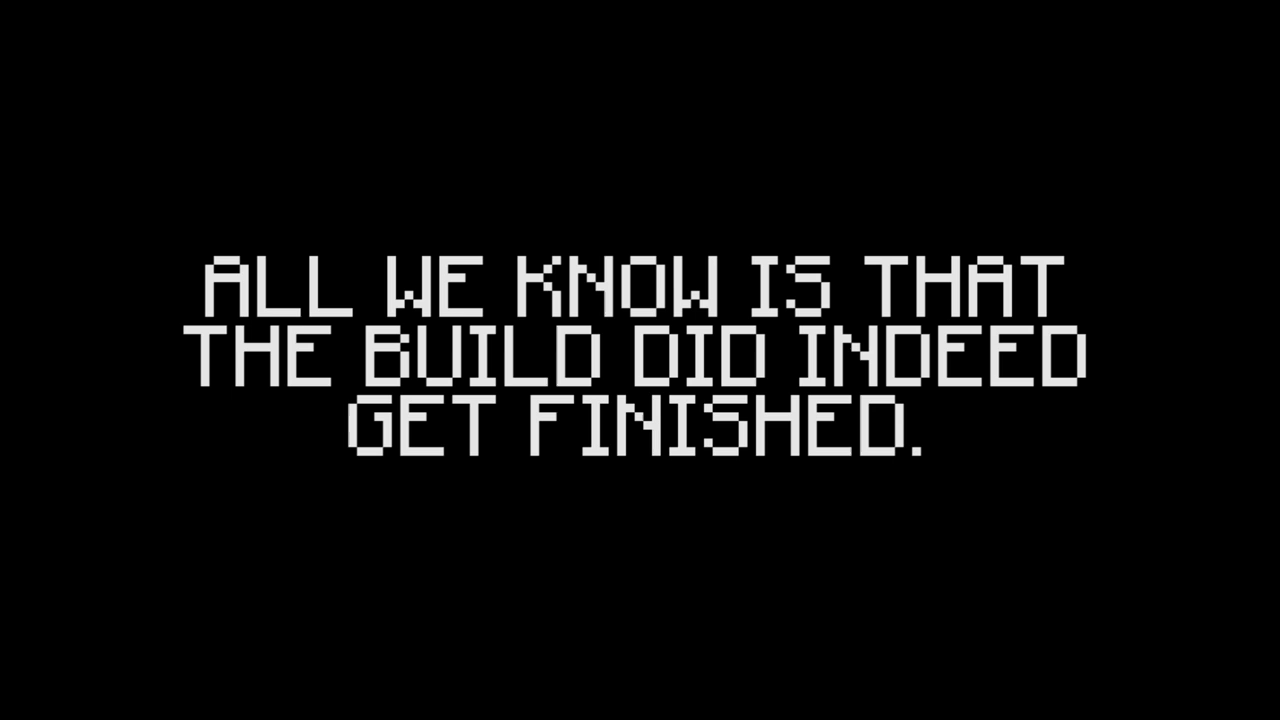 ALL WE KNOW IS THAT
THE BUILD DID INDEED
GET FINISHED.